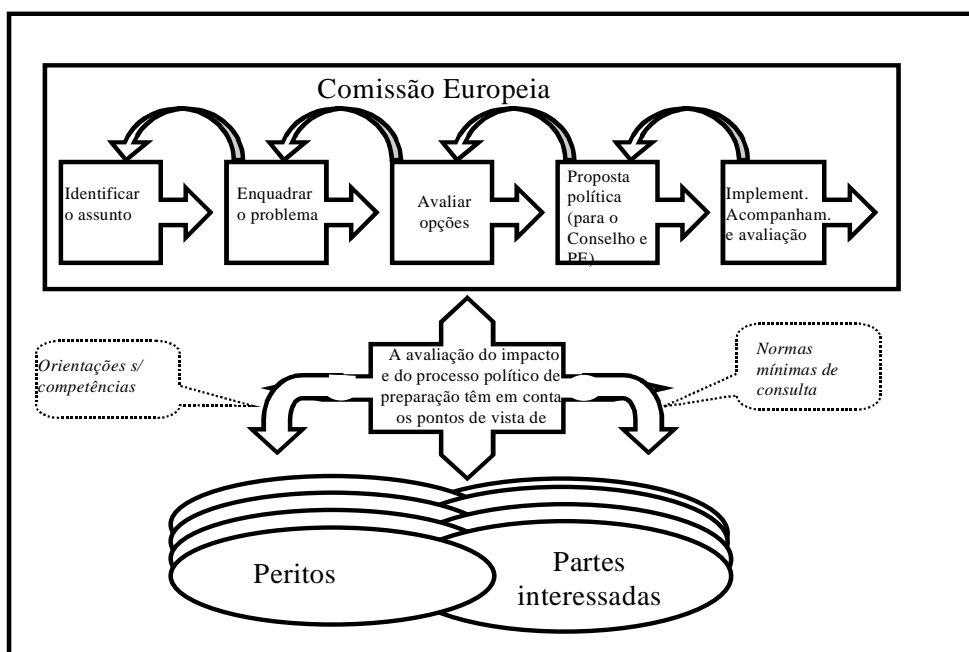 Comissão Europeia
Identificar
o assunto
Enquadrar
o problema
Avaliar
opções
Proposta
política
(para o
Conselho e
PE)
Implement.
Acompanham.
e avaliação
Orientações s/
competências
A avaliação do impacto
e do processo político de
preparação têm em conta
os pontos de vista de
Normas
mínimas de
consulta
Peritos
Partes
interessadas